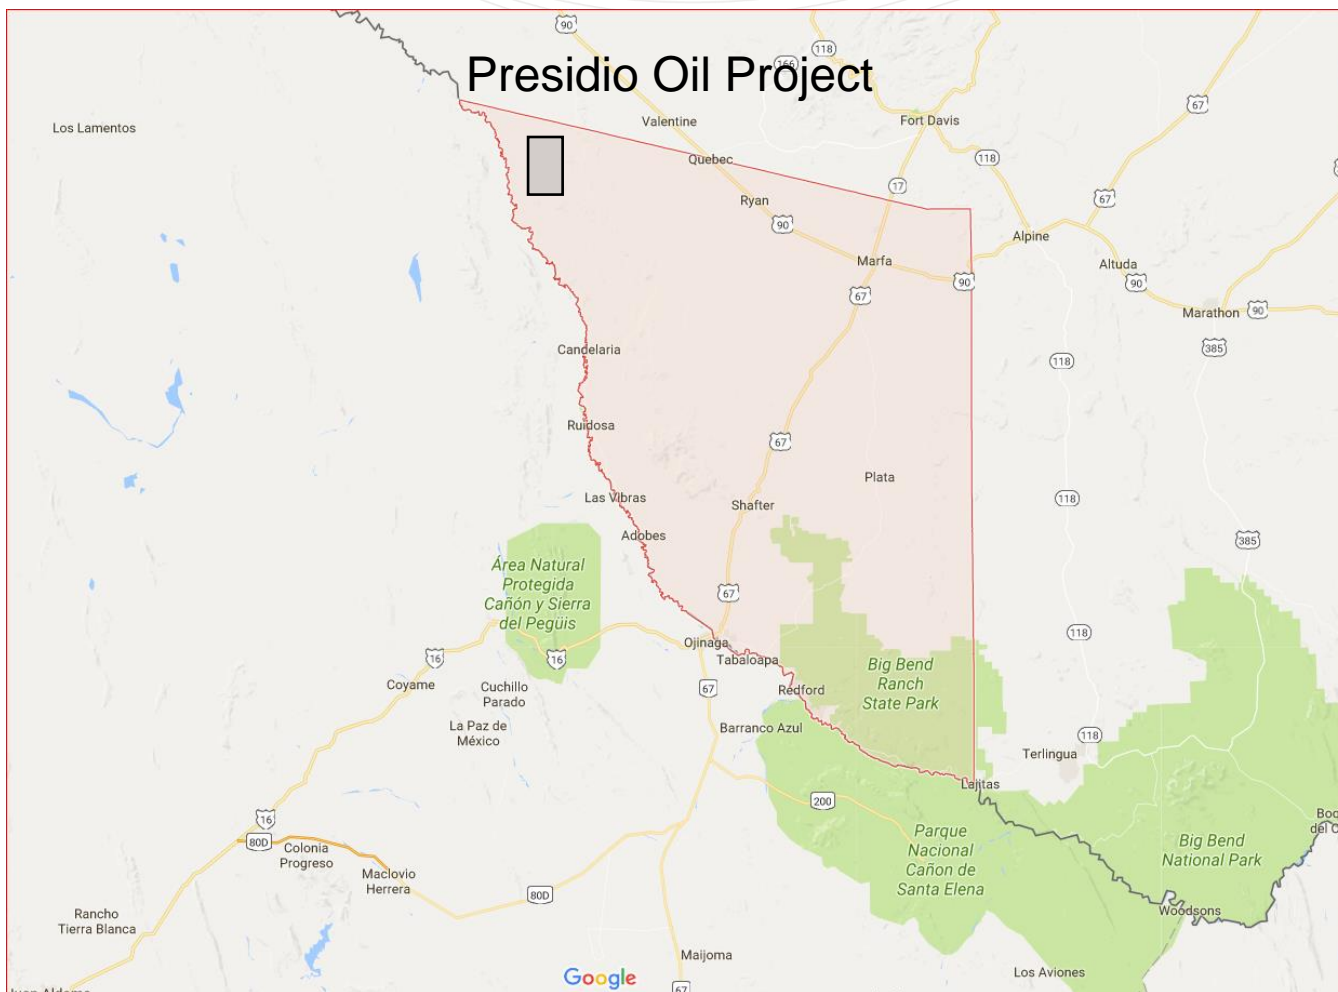 90
118
166
Presidio Oil Project
67
Los Lamentos
Valentine
Fort Davis
118
Quebec
17
Ryan
67
90
Alpine
Marfa
Altuda
90
90
67
Marathon
90
385
Candelaria
118
Ruidosa
67
Plata
Las Vibras
Shafter
118
Adobes
385
Área Natural
Protegida
Cañón y Sierra
del Pegüis
67
118
Ojinaga
16
16
Tabaloapa
Big Bend
Ranch
State Park
Coyame
Cuchillo
Parado
67
Redford
La Paz de
México
Barranco Azul
118
Terlingua
Lajitas
200
16
80D
Colonia
Progreso
Parque
Nacional
Cañon de
Santa Elena
Big Bend
National Park
Maclovio
Herrera
80D
Rancho
Tierra Blanca
Woodsons
Maijoma
Google
67
Los Aviones